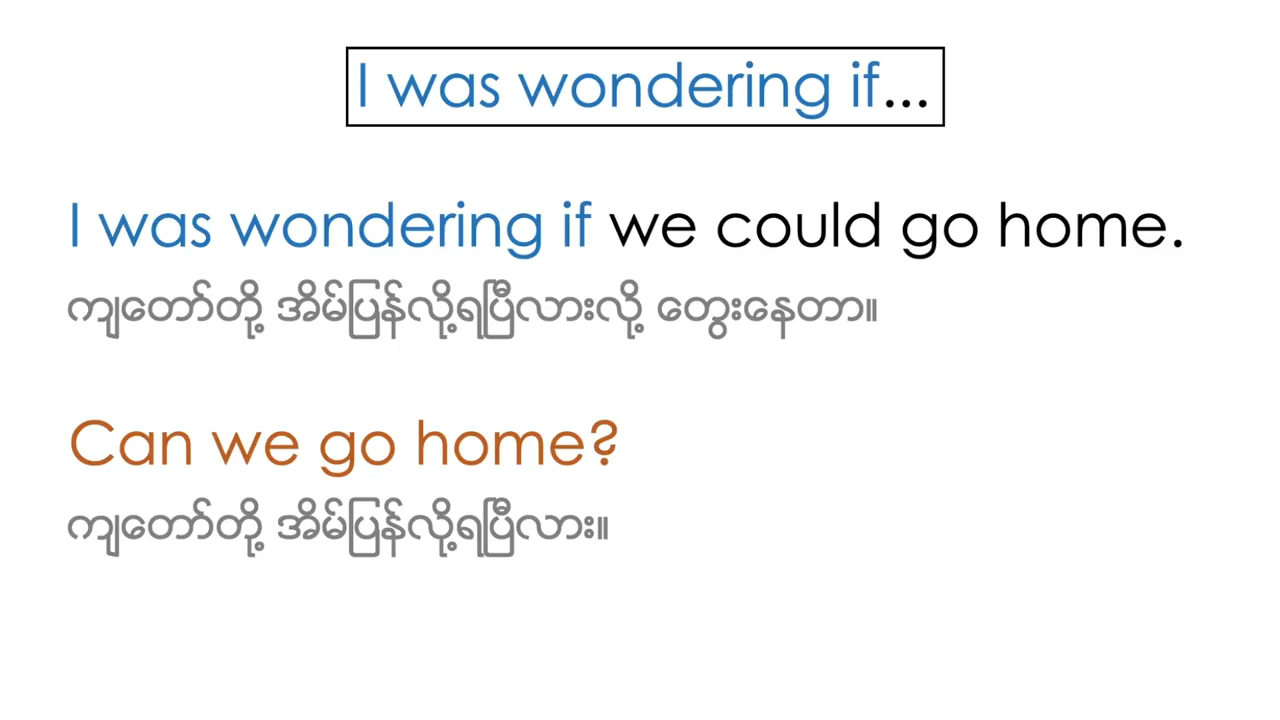 I was wondering if...
I was wondering if we could go home.
ကျတော်တို့ အိမ်ပြန်လို့ရပြီလားလို့ တွေးနေတာ။
Can we go home?
ကျတော်တို့ အိမ်ပြန်လို့ရပြီလား။